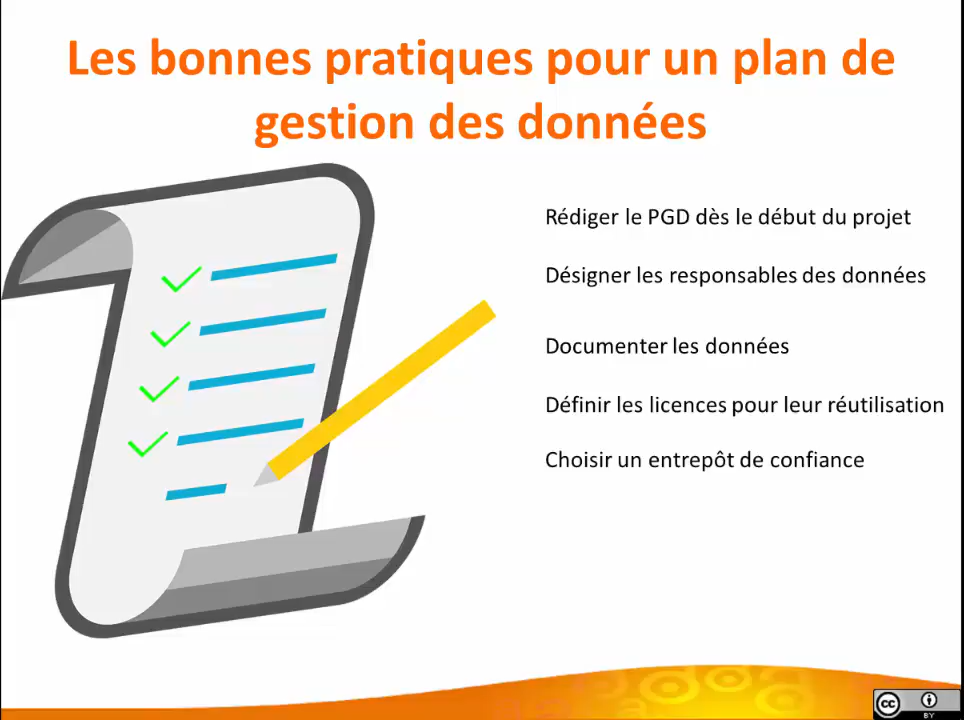 Les bonnes pratiques pour un plan de
gestion des données
Rédiger le PGD dès le début du projet
Désigner les responsables des données
Documenter les données
Définir les licences pour leur réutilisation
Choisir un entrepôt de confiance
cc
BY